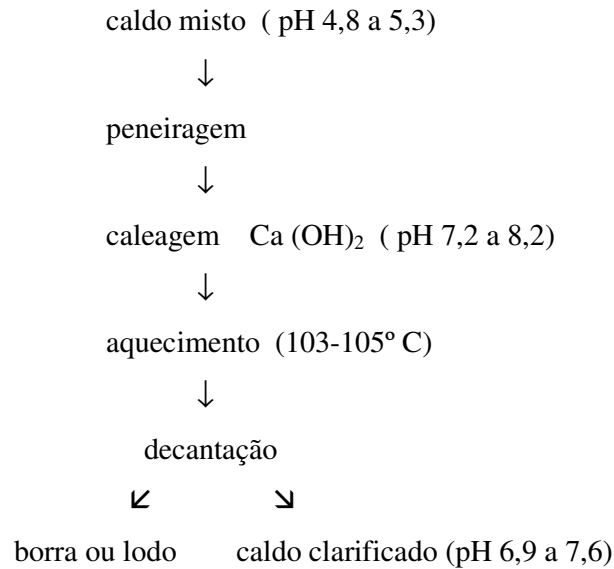 caldo misto ( pH 4,8 a 5,3)
↓
peneiragem
↓
caleagem Ca (OH)₂ ( pH 7,2 a 8,2)
↓
aquecimento (103-105º C)
↓
decantação
↙ ↘
borra ou lodo caldo clarificado (pH 6,9 a 7,6)